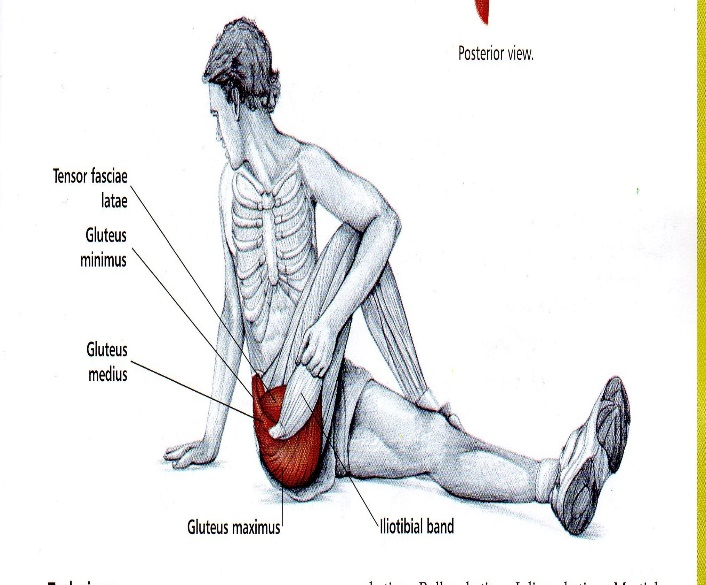 Posterior view.
Tensor fasciae
latae
Gluteus
minimus
Gluteus
medius
Gluteus maximus
Iliotibial band